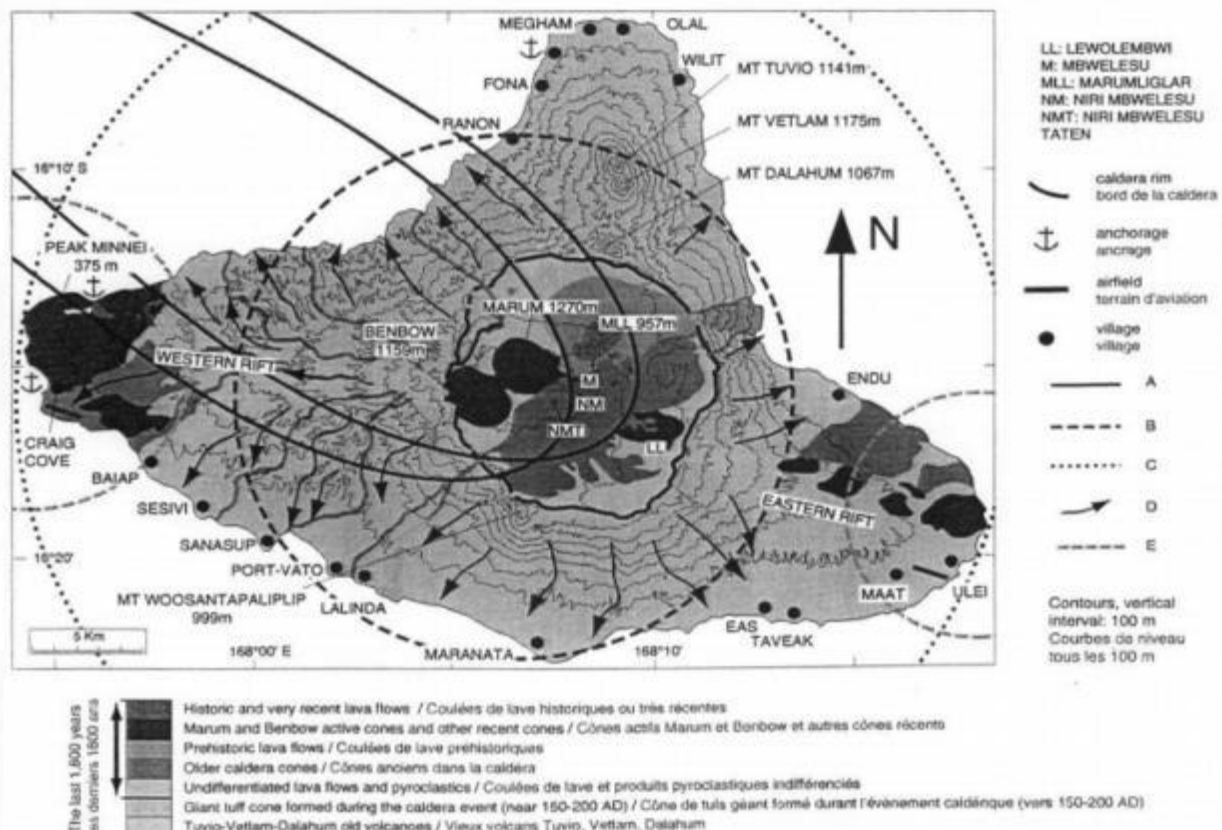 MEGHAM
OLAL
WILIT
FONA
MT TUVIO 1141m
RANON
MT VETLAM 1175m
16°10' S
MT DALAHUM 1067m
PEAK MINNEI
375 m
N
MARUM 1270m
MLL 957m
BENBOW
1159m
WESTERN RIFT
M
NM
NMT
LL
ENDU
CRAIG
COVE
BAIAP
SESIVI
EASTERN RIFT
SANASUP
16°20'
PORT-VATO
MAAT
ULEI
LALINDA
MT WOOSANTAPALIPLIP
999m
EAS
TAVEAK
5 Km
168°00' E
MARANATA
168°10'
LL: LEWOLEMBWI
M: MBWELESU
MLL: MARUMLIGLAR
NM: NIRI MBWELESU
NMT: NIRI MBWELESU
TATEN
caldera rim
bord de la caldera
anchorage
ancrage
airfield
terrain d'aviation
village
village
A
B
C
D
E
Contours, vertical
interval: 100 m
Courbes de niveau
tous les 100 m
The last 1,800 years
es derniers 1800 ans
Historic and very recent lava flows / Coulées de lave historiques ou très récentes
Marum and Benbow active cones and other recent cones / Cônes actifs Marum et Benbow et autres cônes récents
Prehistoric lava flows / Coulées de lave préhistoriques
Older caldera cones / Cônes anciens dans la caldéra
Undifferentiated lava flows and pyroclastics / Coulées de lave et produits pyroclastiques indifférenciés
Giant tuff cone formed during the caldera event (near 150-200 AD) / Cône de tufs géant formé durant l'évènement caldérique (vers 150-200 AD)
Tuvio-Vetlam-Dalahum old volcanoes / Vieux volcans Tuvio, Vetlam, Dalahum